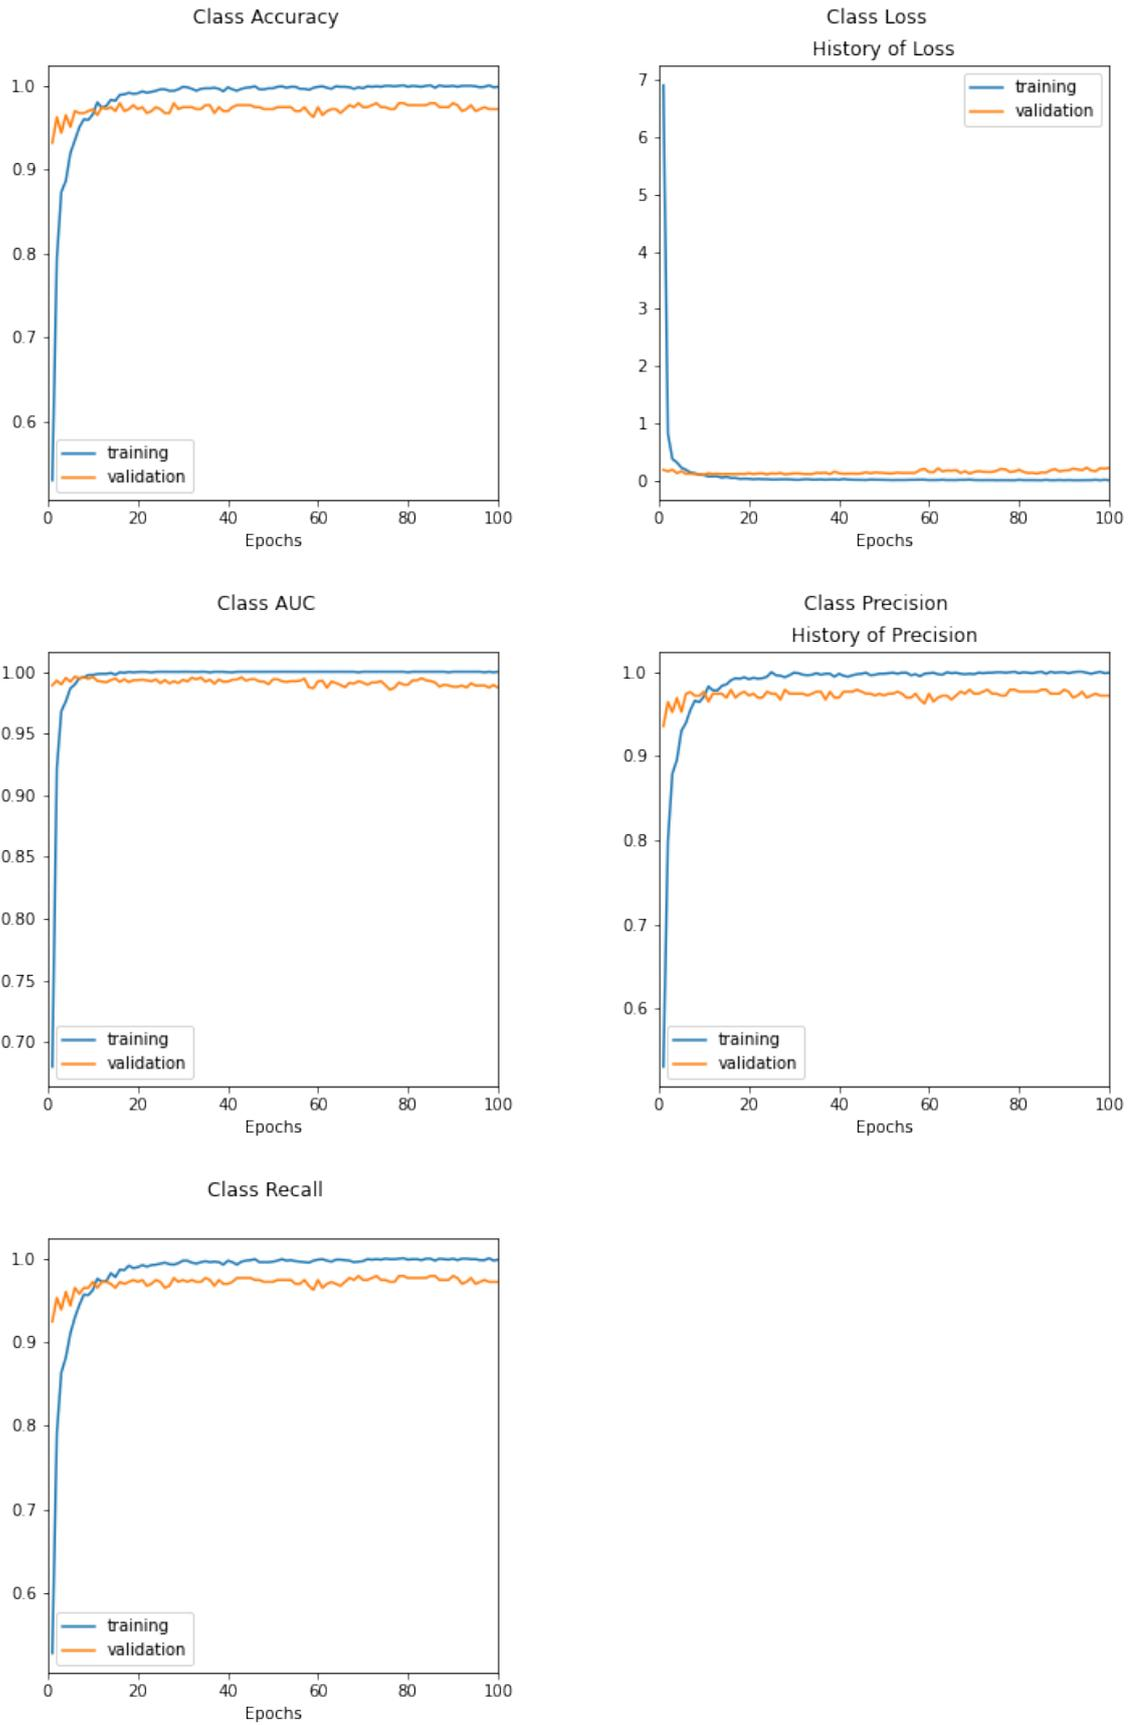 Class Accuracy
1.0
0.9
0.8
0.7
0.6
training
validation
0 20 40 60 80 100
Epochs
Class Loss
History of Loss
7
6
5
4
3
2
1
0
training
validation
0 20 40 60 80 100
Epochs
Class AUC
1.00
0.95
0.90
0.85
0.80
0.75
0.70
training
validation
0 20 40 60 80 100
Epochs
Class Precision
History of Precision
1.0
0.9
0.8
0.7
0.6
training
validation
0 20 40 60 80 100
Epochs
Class Recall
1.0
0.9
0.8
0.7
0.6
training
validation
0 20 40 60 80 100
Epochs